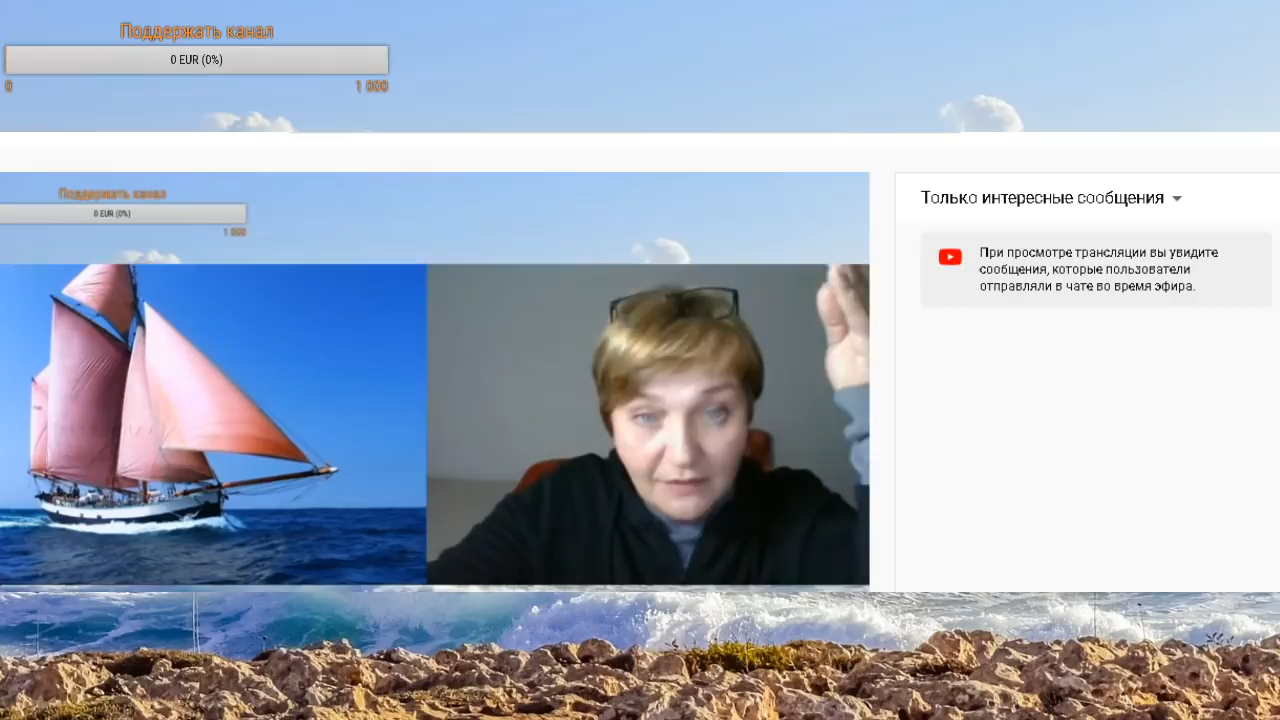 Поддержать канал
0 EUR (0%)
0
1 000
Поддержать канал
0 EUR (0%)
1 000
Только интересные сообщения
При просмотре трансляции вы увидите
сообщения, которые пользователи
отправляли в чате во время эфира.